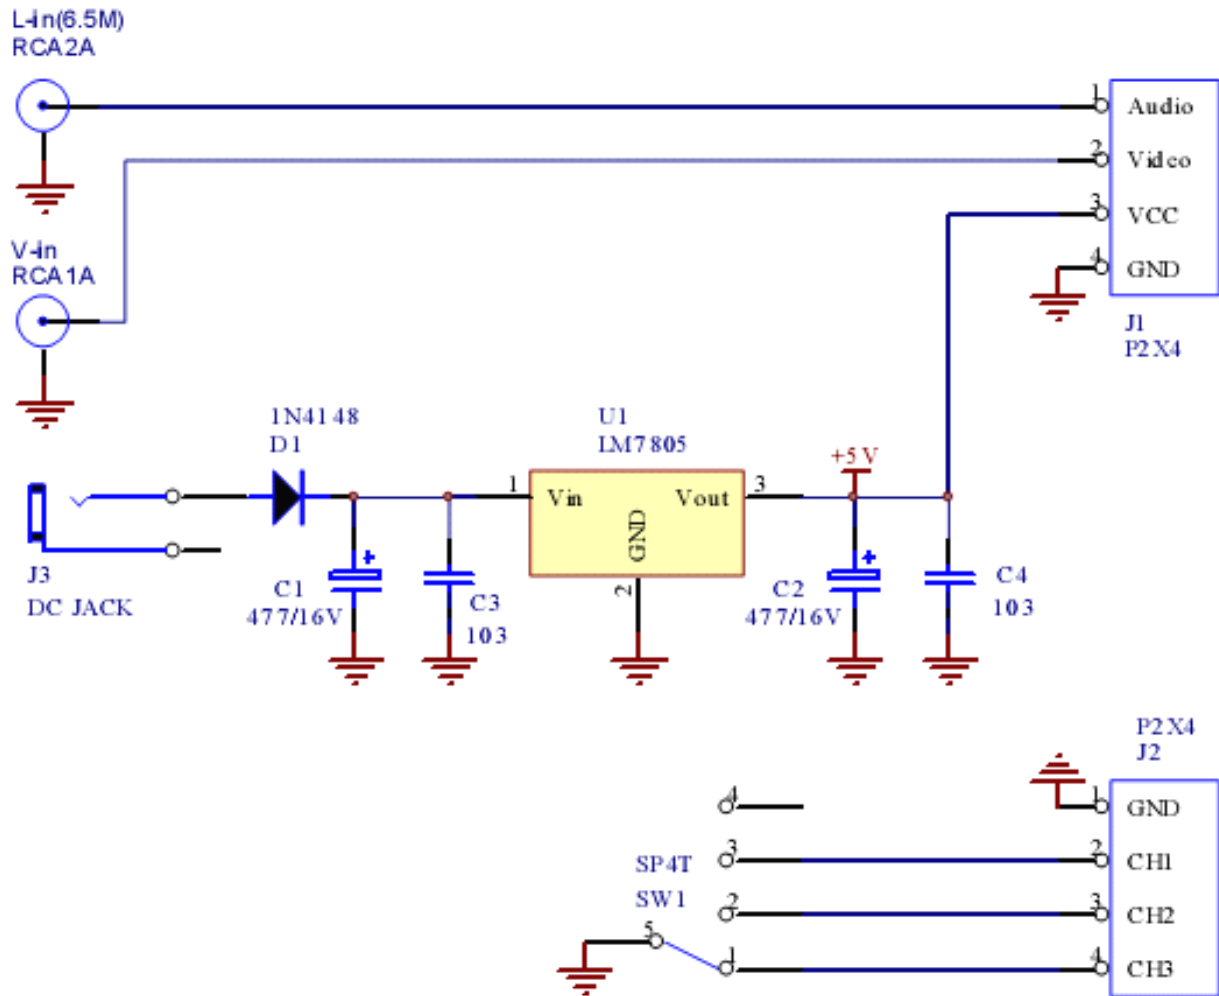 L-in(6.5M)
RCA2A
1
Audio
2
Video
3
VCC
4
GND
J1
P2X4
V-in
RCA1A
1N4148
D1
U1
LM7805
+5V
1
Vin
Vout
3
GND
2
J3
DC JACK
+
C1
477/16V
C3
103
+
C2
477/16V
C4
103
P2X4
J2
4
1
GND
SP4T
3
2
CH1
SW1
2
3
CH2
5
1
4
CH3